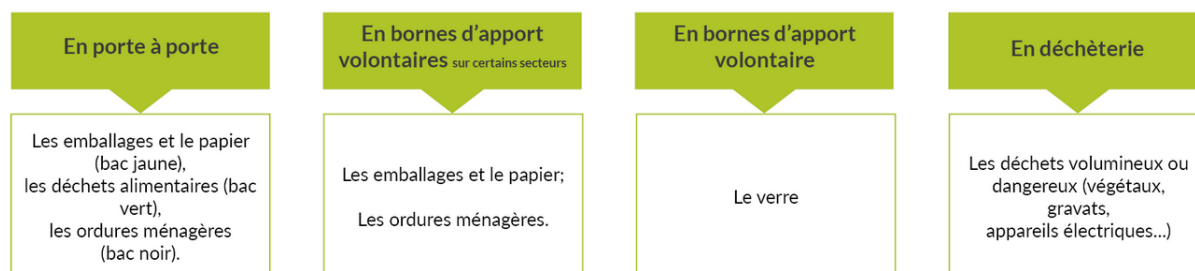 En porte à porte
Les emballages et le papier
(bac jaune),
les déchets alimentaires (bac
vert),
les ordures ménagères
(bac noir).
En bornes d’apport
volontaires sur certains secteurs
Les emballages et le papier;
Les ordures ménagères.
En bornes d’apport
volontaire
Le verre
En déchèterie
Les déchets volumineux ou
dangereux (végétaux,
gravats,
appareils électriques...)